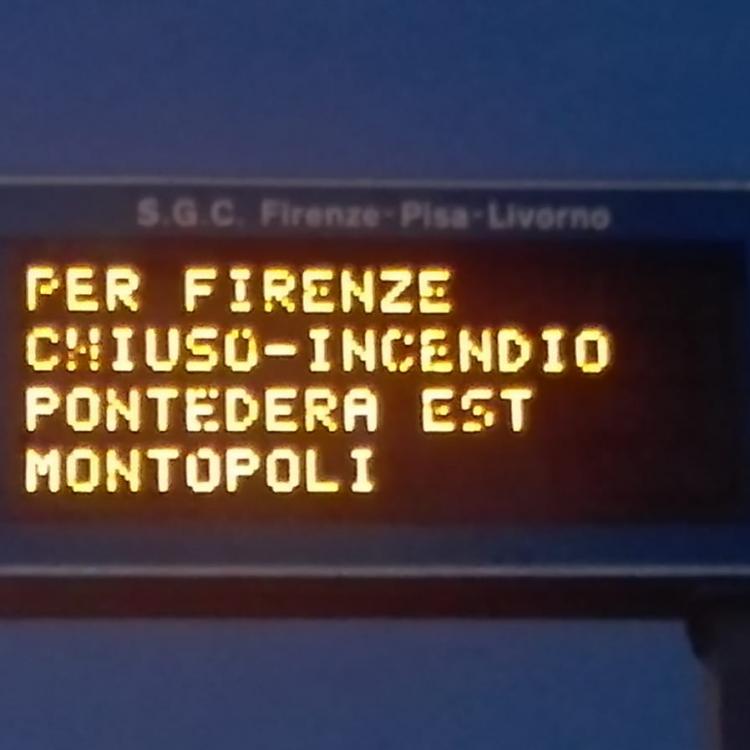 S.G.C. Firenze-Pisa-Livorno
PER FIRENZE
CHIUSO-INCENDIO
PONTEDERA EST
MONTOPOLI